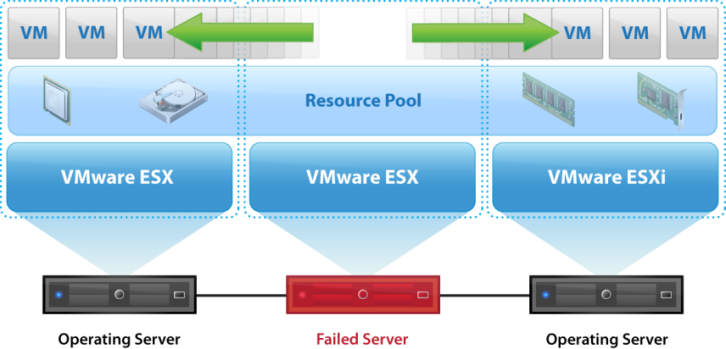 VM VM VM VM VM VM
Resource Pool
VMware ESX VMware ESX VMware ESXi
Operating Server Failed Server Operating Server